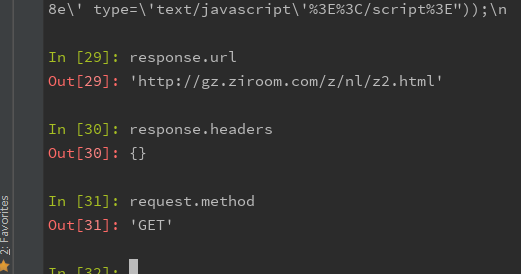 8e\' type=\'text/javascript\'%3E%3C/script%3E"));\n
In [29]: response.url
Out[29]: 'http://gz.ziroom.com/z/nl/z2.html'
In [30]: response.headers
Out[30]: {}
In [31]: request.method
Out[31]: 'GET'
In [32]:
2: Favorites